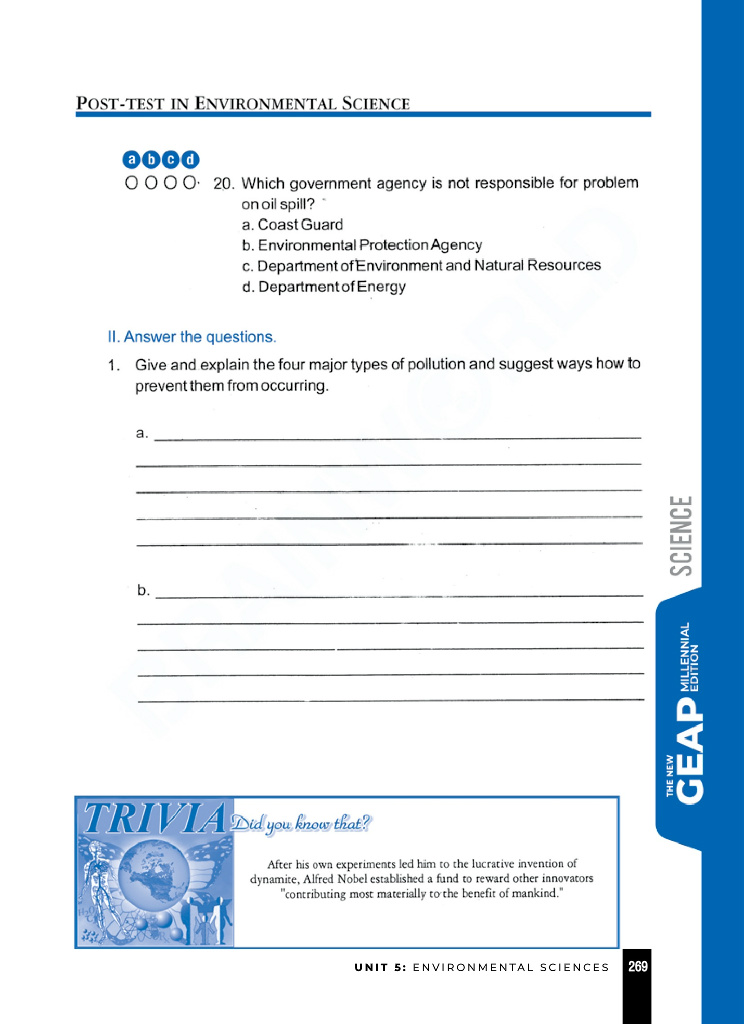 POST-TEST IN ENVIRONMENTAL SCIENCE
a b c d
O O O O 20. Which government agency is not responsible for problem
on oil spill?
a. Coast Guard
b. Environmental Protection Agency
c. Department of Environment and Natural Resources
d. Department of Energy
II. Answer the questions.
1. Give and explain the four major types of pollution and suggest ways how to
prevent them from occurring.
a.
b.
SCIENCE
THE NEW
GEAP
MILLENNIAL
EDITION
TRIVIA Did you know that?
After his own experiments led him to the lucrative invention of
dynamite, Alfred Nobel established a fund to reward other innovators
"contributing most materially to the benefit of mankind."
UNIT 5: ENVIRONMENTAL SCIENCES 269